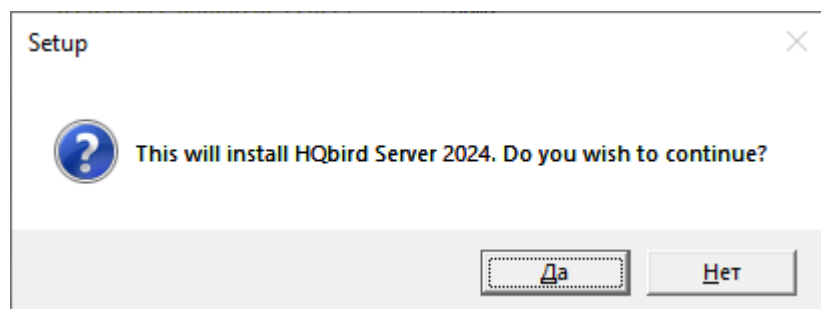 Setup
This will install HQbird Server 2024. Do you wish to continue?
Да
Нет